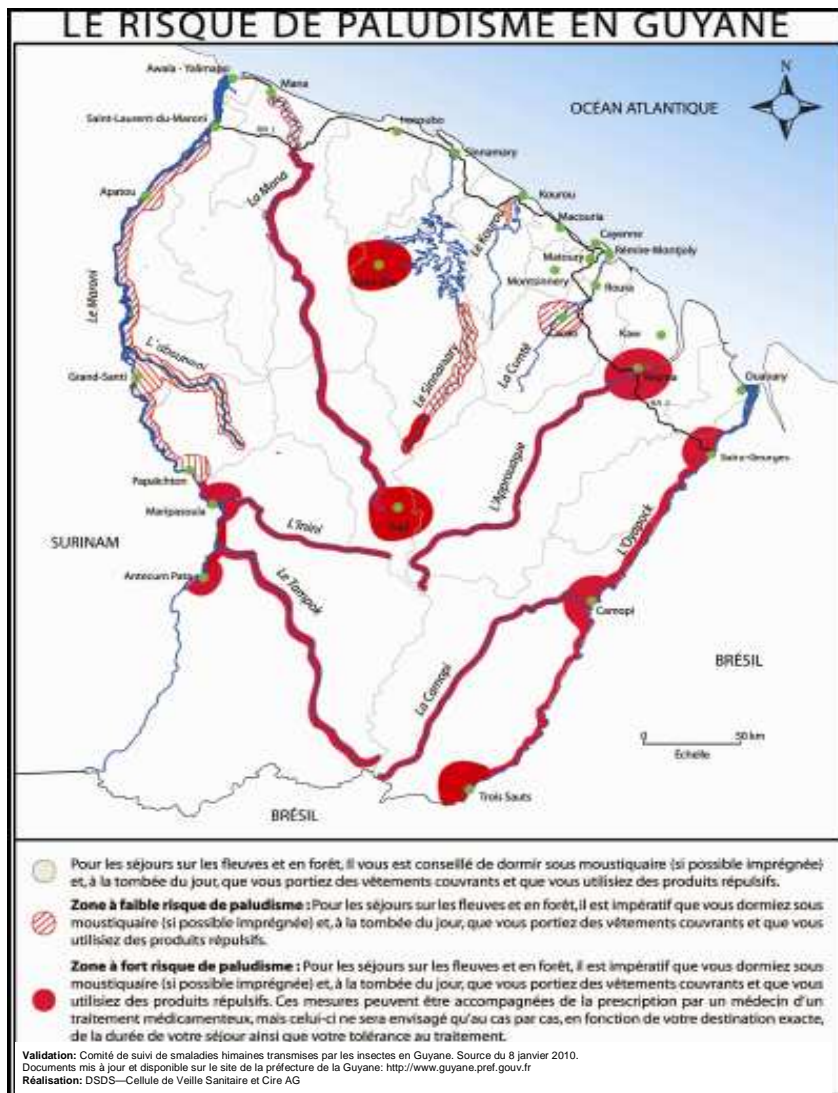 LE RISQUE DE PALUDISME EN GUYANE
N
Awala - Yalimapo
Mana
OCÉAN ATLANTIQUE
Saint-Laurent-du-Maroni
Iracoubo
Sinnamary
La Mana
Kourou
Apatou
Le Kourou
Macouria
Cayenne
Rémire-Montjoly
Matoury
Montsinnery
Roura
Le Maroni
Cacao
Kaw
L'abounami
La Comté
Le Sinnamary
Ouanary
Grand-Santi
RN 2
Saint-Georges
Papaïchton
L'Approuague
Maripasoula
L'Inini
L'Oyapock
SURINAM
Antecum Pata
Le Tampok
Camopi
La Camopi
BRÉSIL
0 50 km
Échelle
Trois Sauts
BRÉSIL
Pour les séjours sur les fleuves et en forêt, il vous est conseillé de dormir sous moustiquaire (si possible imprégnée)
et, à la tombée du jour, que vous portiez des vêtements couvrants et que vous utilisiez des produits répulsifs.
Zone à faible risque de paludisme : Pour les séjours sur les fleuves et en forêt, il est impératif que vous dormiez sous
moustiquaire (si possible imprégnée) et, à la tombée du jour, que vous portiez des vêtements couvrants et que vous
utilisiez des produits répulsifs.
Zone à fort risque de paludisme : Pour les séjours sur les fleuves et en forêt, il est impératif que vous dormiez sous
moustiquaire (si possible imprégnée) et, à la tombée du jour, que vous portiez des vêtements couvrants et que vous
utilisiez des produits répulsifs. Ces mesures peuvent être accompagnées de la prescription par un médecin d'un
traitement médicamenteux, mais celui-ci ne sera envisagé qu'au cas par cas, en fonction de votre destination exacte,
de la durée de votre séjour ainsi que votre tolérance au traitement.
Validation: Comité de suivi de smaladies himaines transmises par les insectes en Guyane. Source du 8 janvier 2010.
Documents mis à jour et disponible sur le site de la préfecture de la Guyane: http://www.guyane.pref.gouv.fr
Réalisation: DSDS—Cellule de Veille Sanitaire et Cire AG